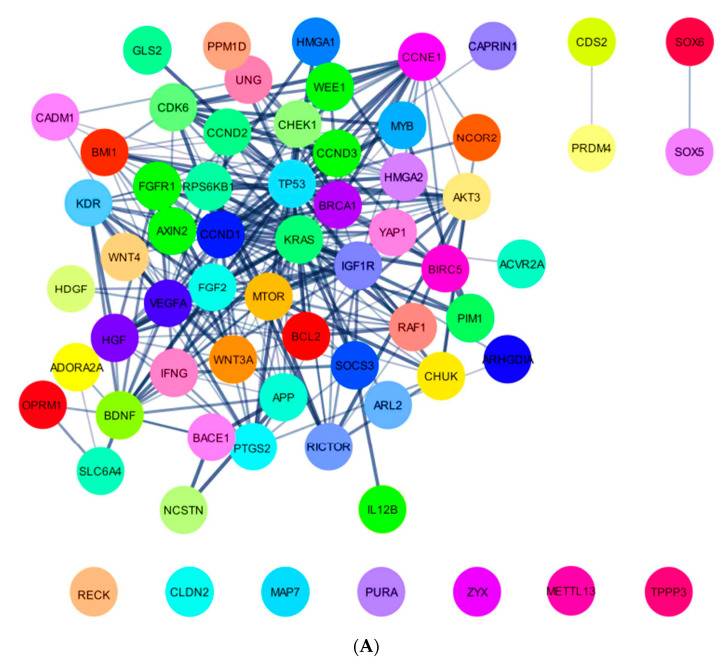 GLS2
PPM1D
HMGA1
CCNE1
CAPRIN1
CDS2
SOX6
UNG
WEE1
CADM1
CDK6
CCND2
CHEK1
MYB
NCOR2
PRDM4
SOX5
BMI1
CCND3
FGFR1
RPS6KB1
TP53
HMGA2
AKT3
KDR
BRCA1
AXIN2
CCND1
KRAS
YAP1
WNT4
IGF1R
BIRC5
ACVR2A
HDGF
VEGFA
FGF2
MTOR
HGF
BCL2
RAF1
PIM1
ADORA2A
IFNG
WNT3A
SOCS3
CHUK
ARHGDIA
OPRM1
BDNF
APP
ARL2
SLC6A4
BACE1
PTGS2
RICTOR
NCSTN
IL12B
RECK
CLDN2
MAP7
PURA
ZYX
METTL13
TPPP3
(A)